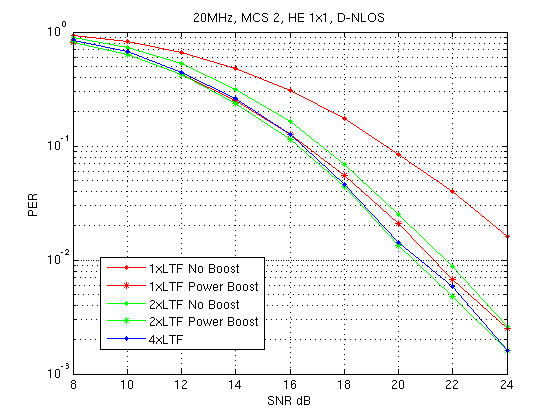 20MHz, MCS 2, HE 1x1, D-NLOS
10^0
10^-1
10^-2
10^-3
PER
1xLTF No Boost
1xLTF Power Boost
2xLTF No Boost
2xLTF Power Boost
4xLTF
8 10 12 14 16 18 20 22 24
SNR dB